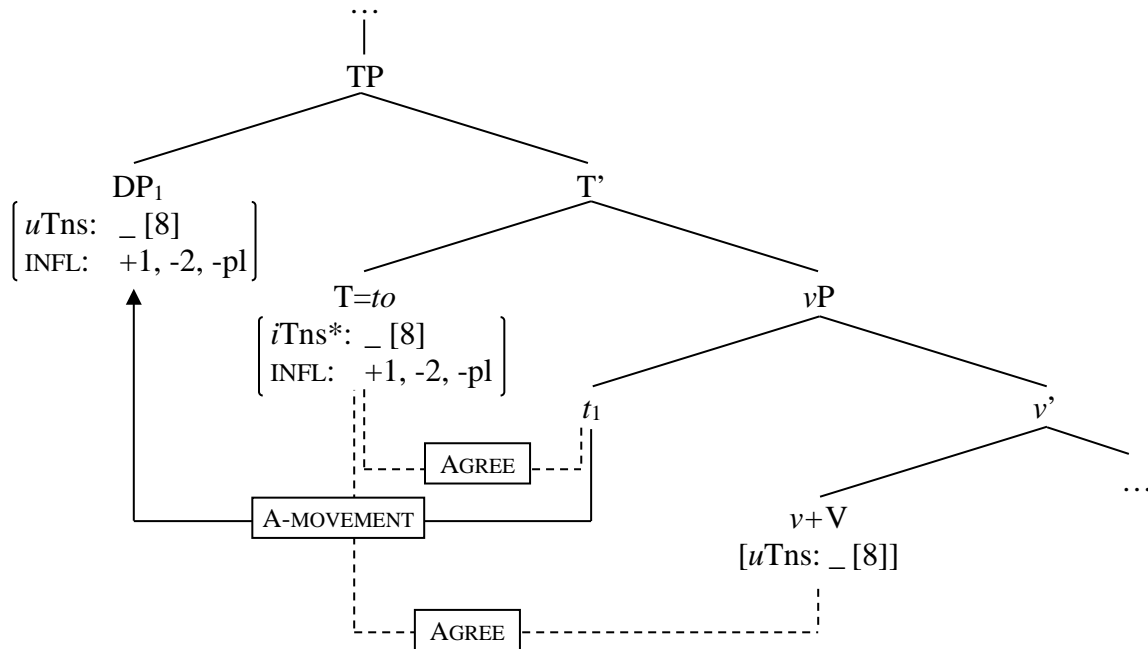 …
TP
DP₁
uTns: _ [8]
INFL: +1, -2, -pl
T’
T=to
iTns*: _ [8]
INFL: +1, -2, -pl
vP
t₁
v’
AGREE
A-MOVEMENT
v+V
[uTns: _ [8]]
…
AGREE